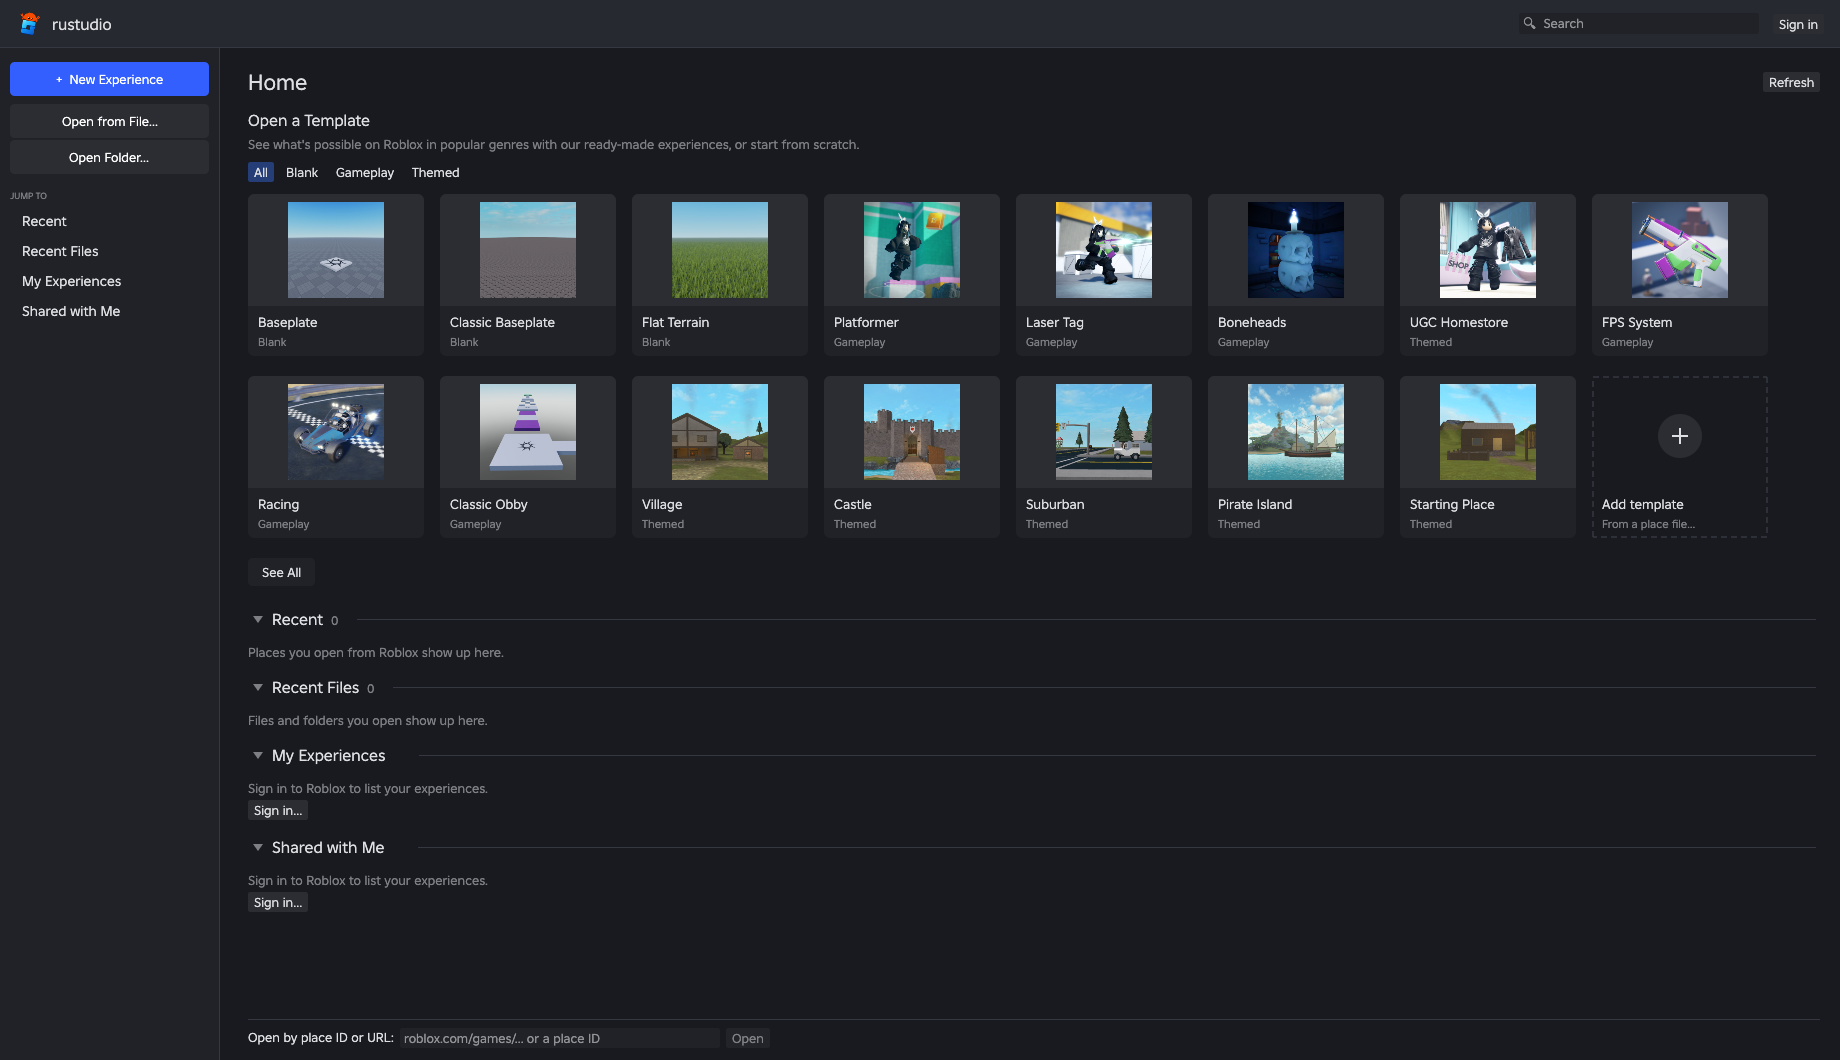 rustudio
Search
Sign in
+ New Experience
Open from File...
Open Folder...
JUMP TO
Recent
Recent Files
My Experiences
Shared with Me
Home
Refresh
Open a Template
See what's possible on Roblox in popular genres with our ready-made experiences, or start from scratch.
All Blank Gameplay Themed
Baseplate
Blank
Classic Baseplate
Blank
Flat Terrain
Blank
Platformer
Gameplay
Laser Tag
Gameplay
Boneheads
Gameplay
SHOP
UGC Homestore
Themed
FPS System
Gameplay
Racing
Gameplay
Classic Obby
Gameplay
Village
Themed
Castle
Themed
Suburban
Themed
Pirate Island
Themed
Starting Place
Themed
Add template
From a place file...
See All
Recent 0
Places you open from Roblox show up here.
Recent Files 0
Files and folders you open show up here.
My Experiences
Sign in to Roblox to list your experiences.
Sign in...
Shared with Me
Sign in to Roblox to list your experiences.
Sign in...
Open by place ID or URL: roblox.com/games/... or a place ID Open